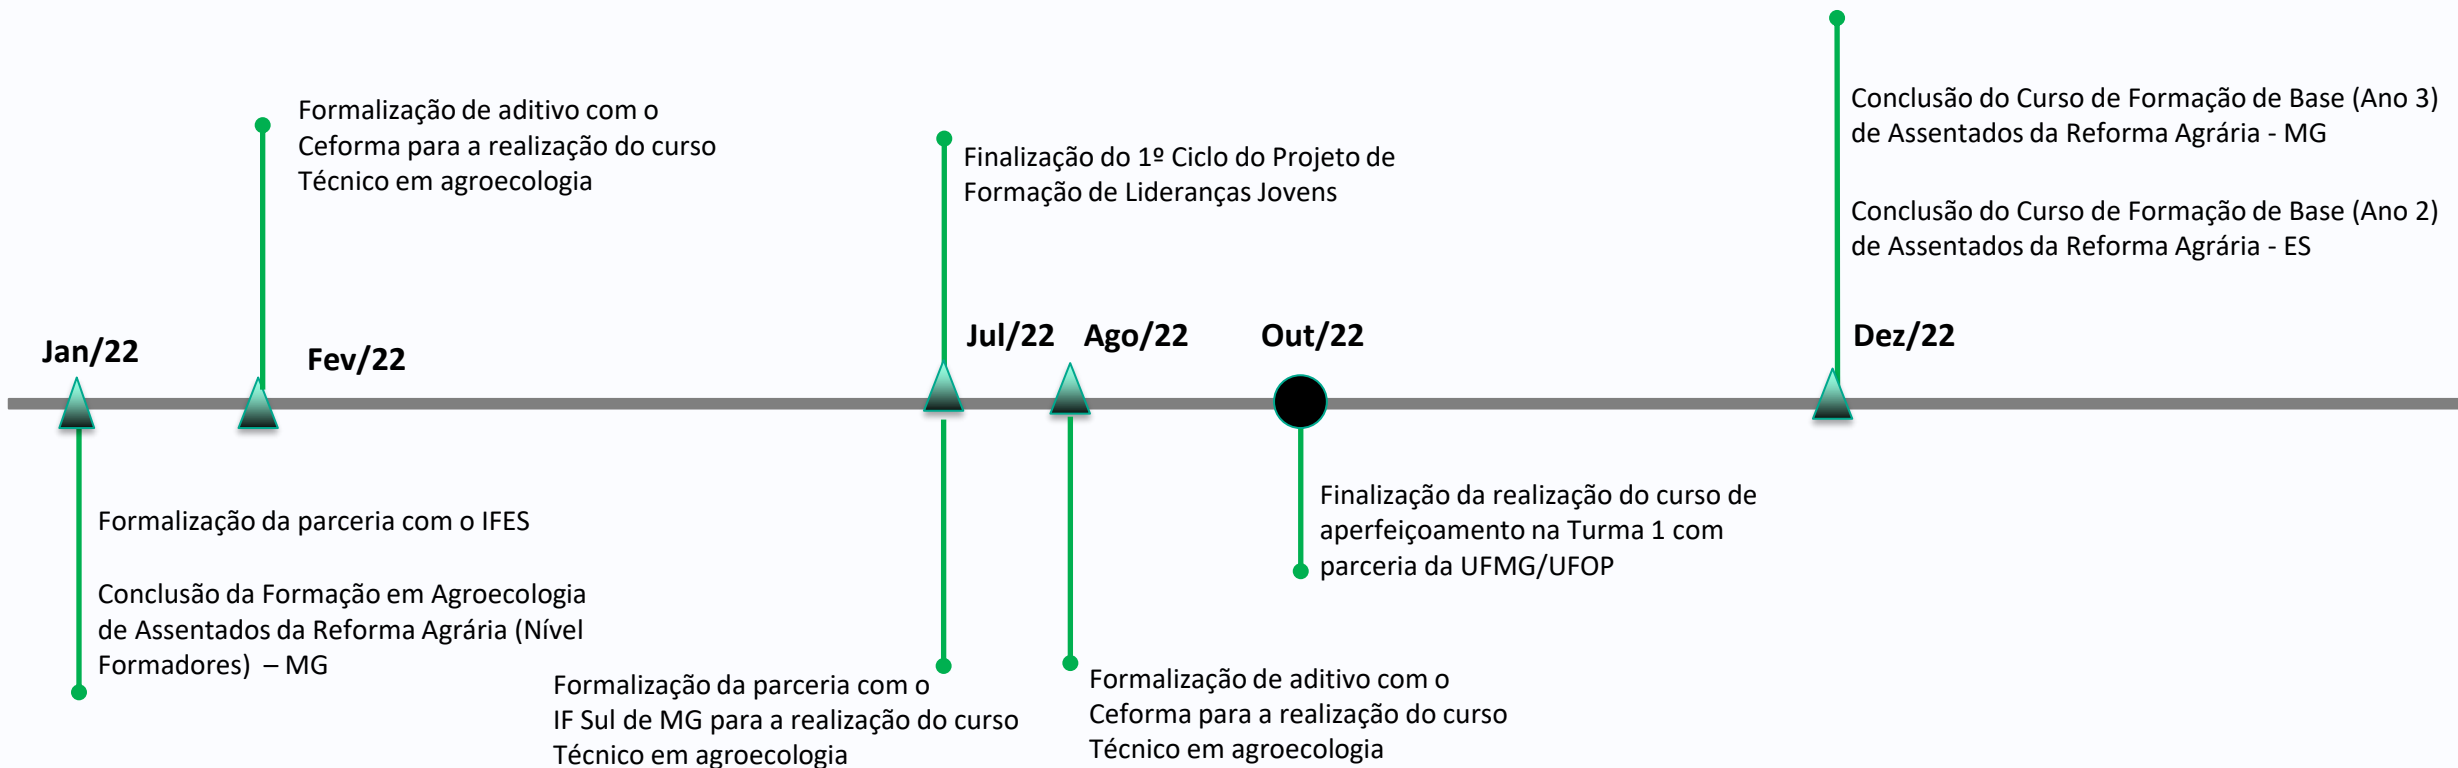 Jan/22
Formalização da parceria com o IFES
Conclusão da Formação em Agroecologia
de Assentados da Reforma Agrária (Nível
Formadores) – MG
Formalização de aditivo com o
Ceforma para a realização do curso
Técnico em agroecologia
Fev/22
Finalização do 1º Ciclo do Projeto de
Formação de Lideranças Jovens
Jul/22
Formalização da parceria com o
IF Sul de MG para a realização do curso
Técnico em agroecologia
Ago/22
Formalização de aditivo com o
Ceforma para a realização do curso
Técnico em agroecologia
Out/22
Finalização da realização do curso de
aperfeiçoamento na Turma 1 com
parceria da UFMG/UFOP
Conclusão do Curso de Formação de Base (Ano 3)
de Assentados da Reforma Agrária - MG
Conclusão do Curso de Formação de Base (Ano 2)
de Assentados da Reforma Agrária - ES
Dez/22